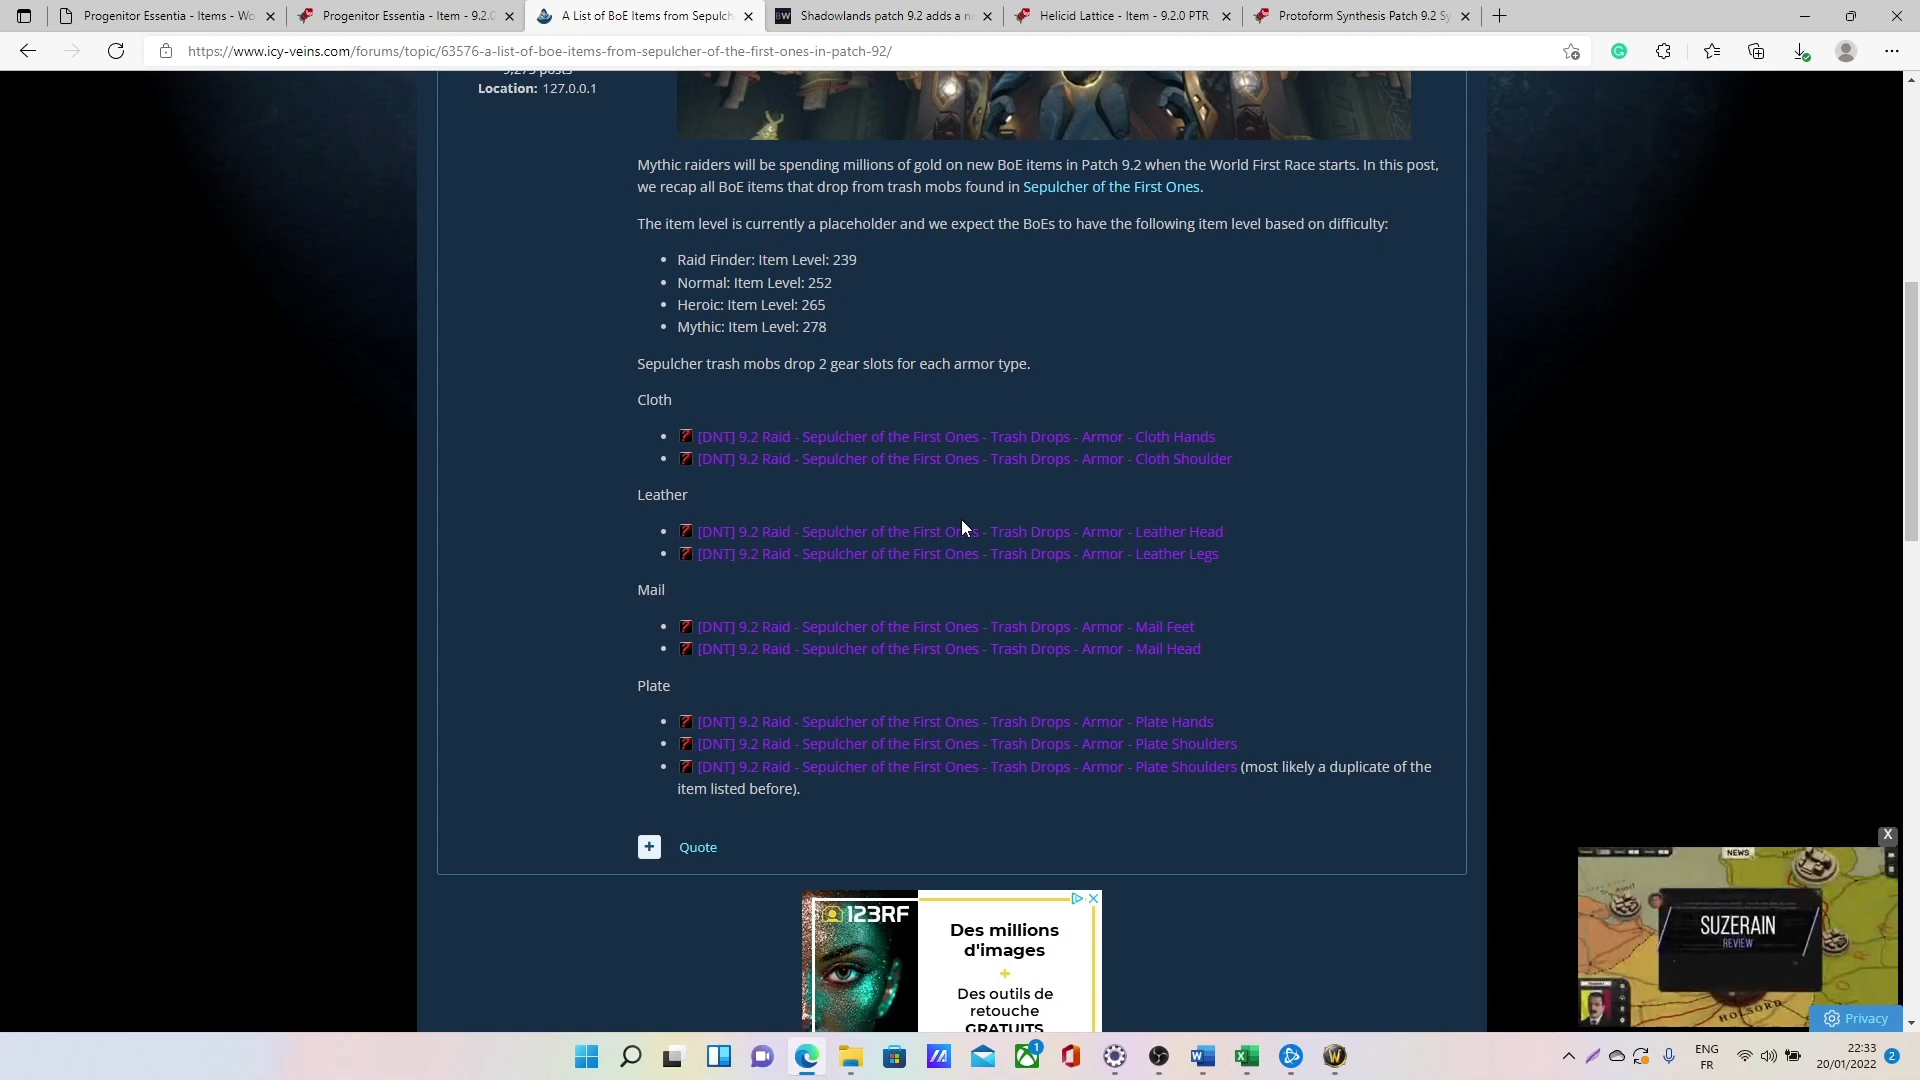 Progenitor Essentia - Items - Wo
Progenitor Essentia - Item - 9.2.0
A List of BoE Items from Sepulch
BW Shadowlands patch 9.2 adds a n
Helicid Lattice - Item - 9.2.0 PTR
Protoform Synthesis Patch 9.2 Sy
https://www.icy-veins.com/forums/topic/63576-a-list-of-boe-items-from-sepulcher-of-the-first-ones-in-patch-92/
Location: 127.0.0.1
Mythic raiders will be spending millions of gold on new BoE items in Patch 9.2 when the World First Race starts. In this post,
we recap all BoE items that drop from trash mobs found in Sepulcher of the First Ones.
The item level is currently a placeholder and we expect the BoEs to have the following item level based on difficulty:
• Raid Finder: Item Level: 239
• Normal: Item Level: 252
• Heroic: Item Level: 265
• Mythic: Item Level: 278
Sepulcher trash mobs drop 2 gear slots for each armor type.
Cloth
• [DNT] 9.2 Raid - Sepulcher of the First Ones - Trash Drops - Armor - Cloth Hands
• [DNT] 9.2 Raid - Sepulcher of the First Ones - Trash Drops - Armor - Cloth Shoulder
Leather
• [DNT] 9.2 Raid - Sepulcher of the First Ones - Trash Drops - Armor - Leather Head
• [DNT] 9.2 Raid - Sepulcher of the First Ones - Trash Drops - Armor - Leather Legs
Mail
• [DNT] 9.2 Raid - Sepulcher of the First Ones - Trash Drops - Armor - Mail Feet
• [DNT] 9.2 Raid - Sepulcher of the First Ones - Trash Drops - Armor - Mail Head
Plate
• [DNT] 9.2 Raid - Sepulcher of the First Ones - Trash Drops - Armor - Plate Hands
• [DNT] 9.2 Raid - Sepulcher of the First Ones - Trash Drops - Armor - Plate Shoulders
• [DNT] 9.2 Raid - Sepulcher of the First Ones - Trash Drops - Armor - Plate Shoulders (most likely a duplicate of the
item listed before).
+ Quote
123RF
Des millions
d'images
+
Des outils de
retouche
GRATUITS
X
NEWS
SUZERAIN
REVIEW
HOLSORD
Privacy
1
ENG
FR
22:33
20/01/2022
2